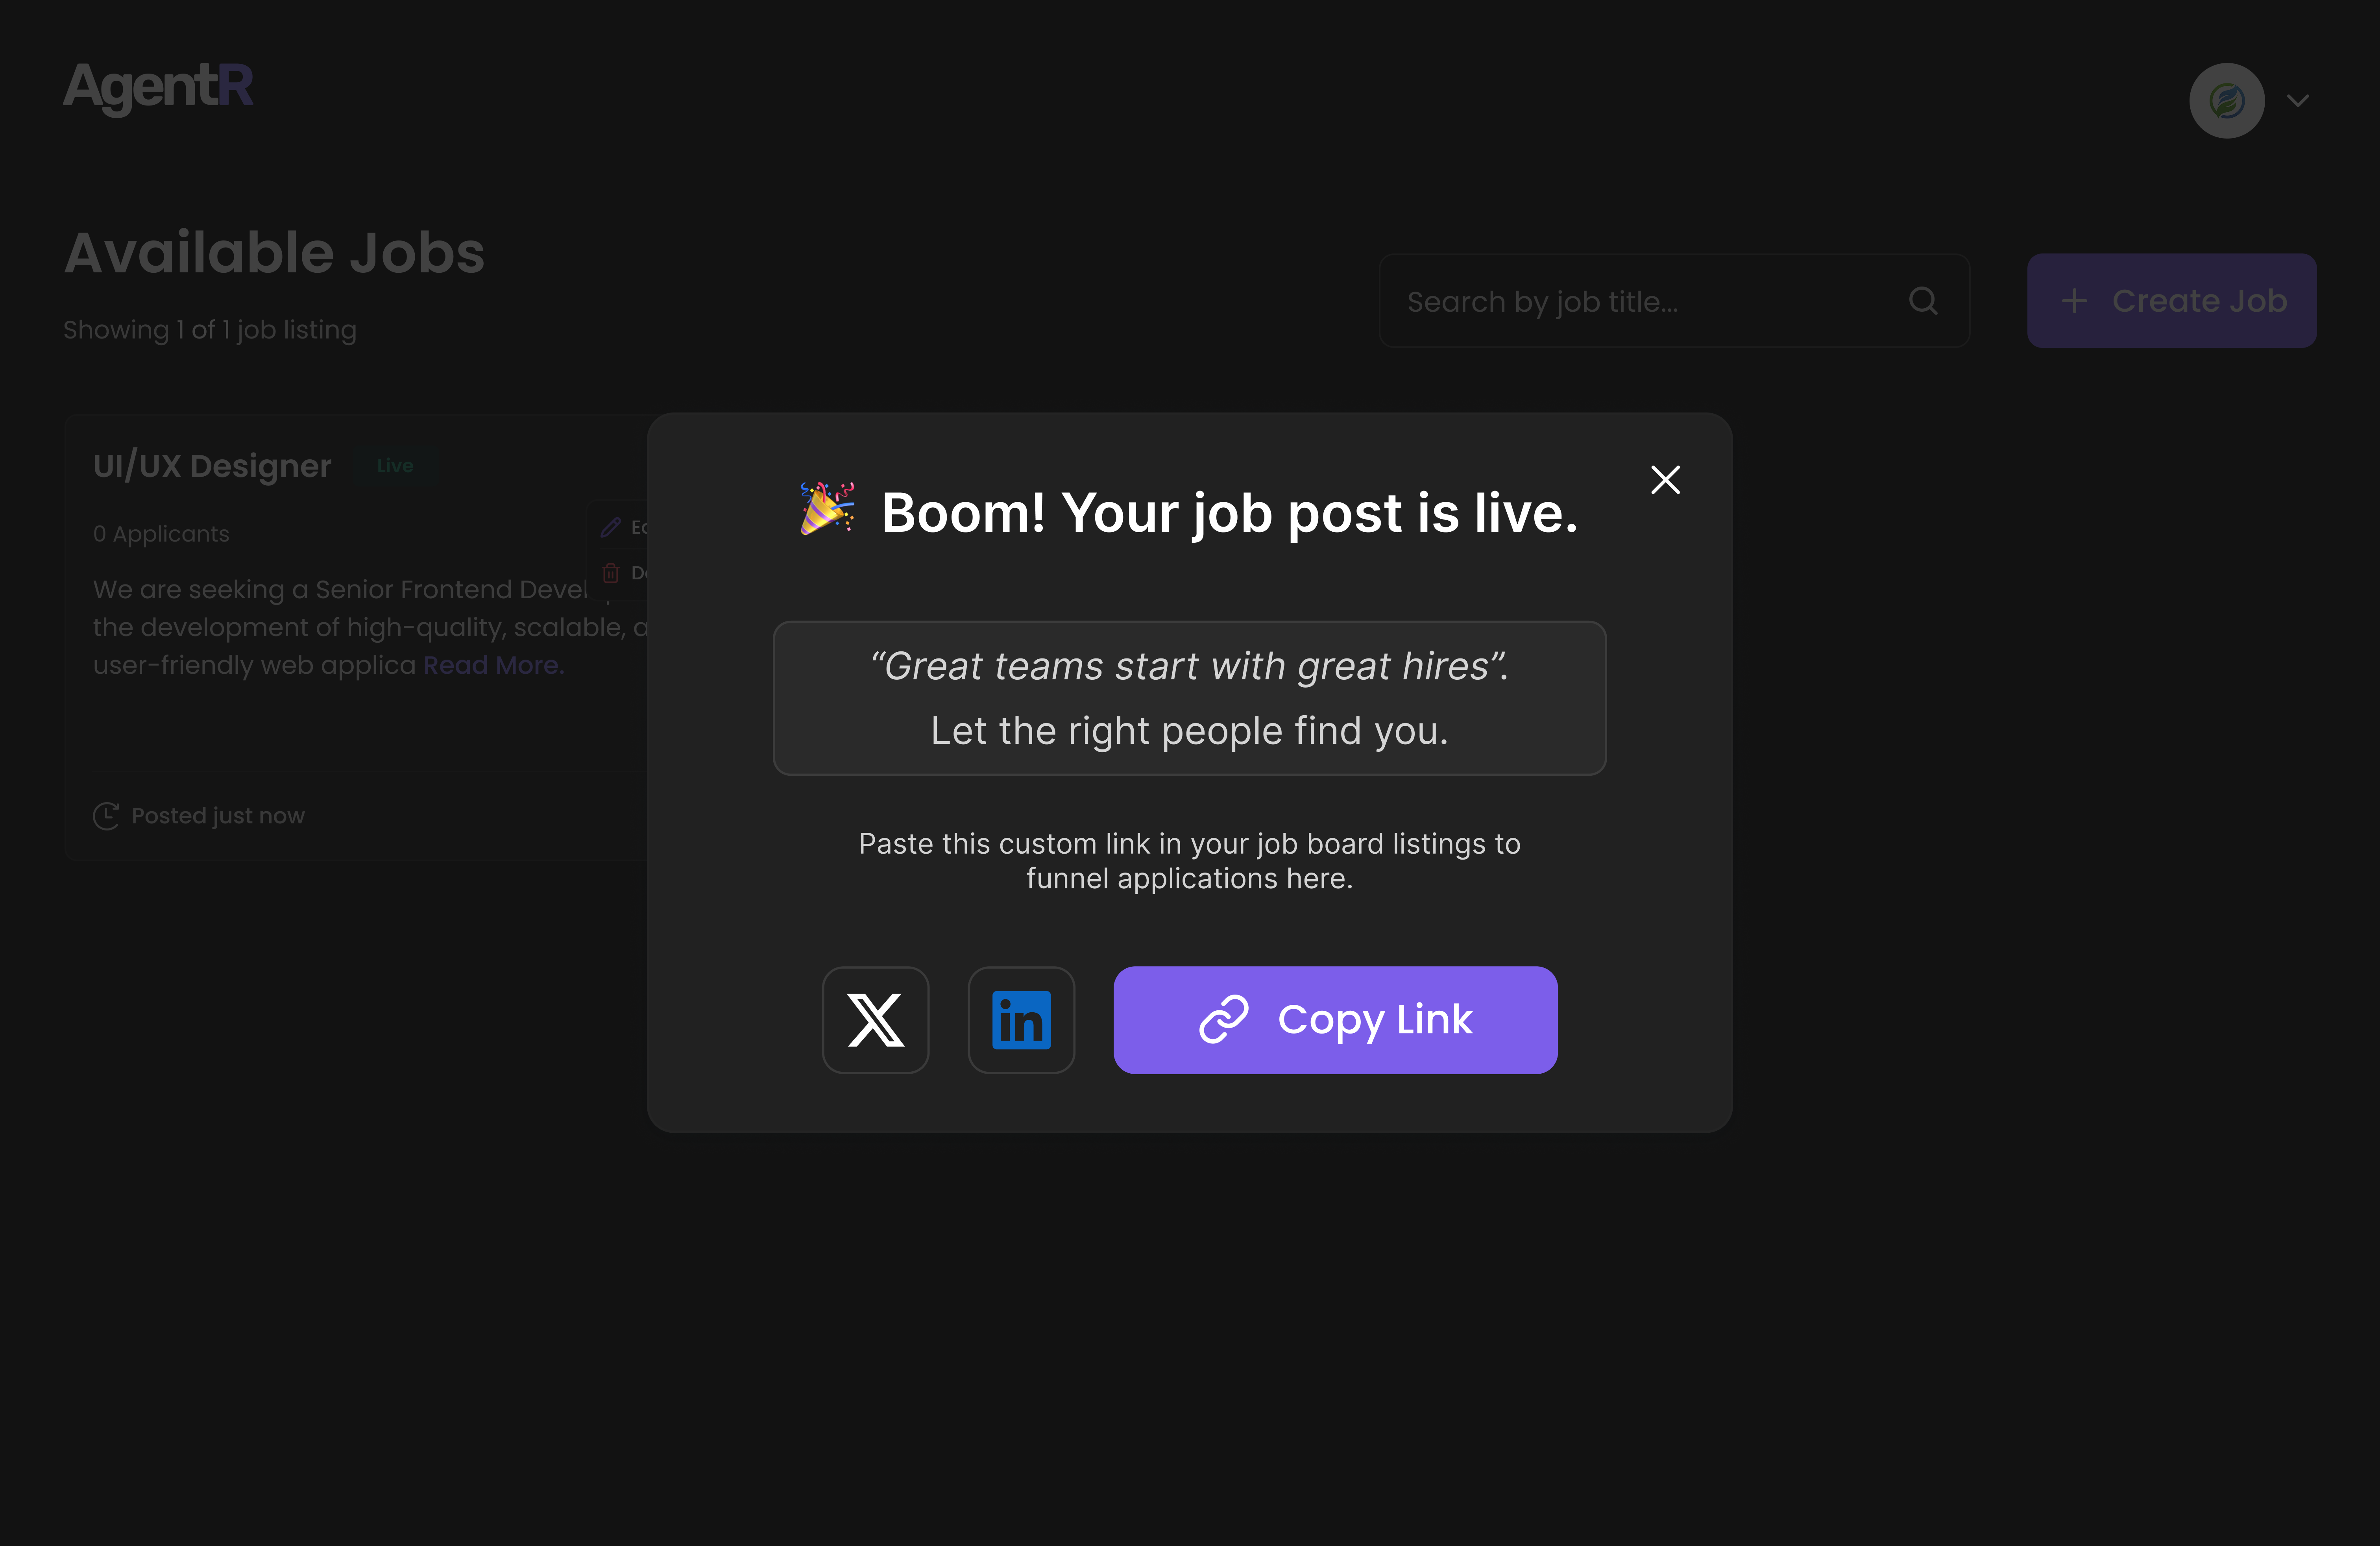 AgentR
Available Jobs
Showing 1 of 1 job listing
Search by job title...
Create Job
UI/UX Designer
Live
0 Applicants
We are seeking a Senior Frontend
the development of high-quality, scalable,
user-friendly web applica Read More.
Posted just now
Boom! Your job post is live.
“Great teams start with great hires”.
Let the right people find you.
Paste this custom link in your job board listings to
funnel applications here.
X
in
Copy Link